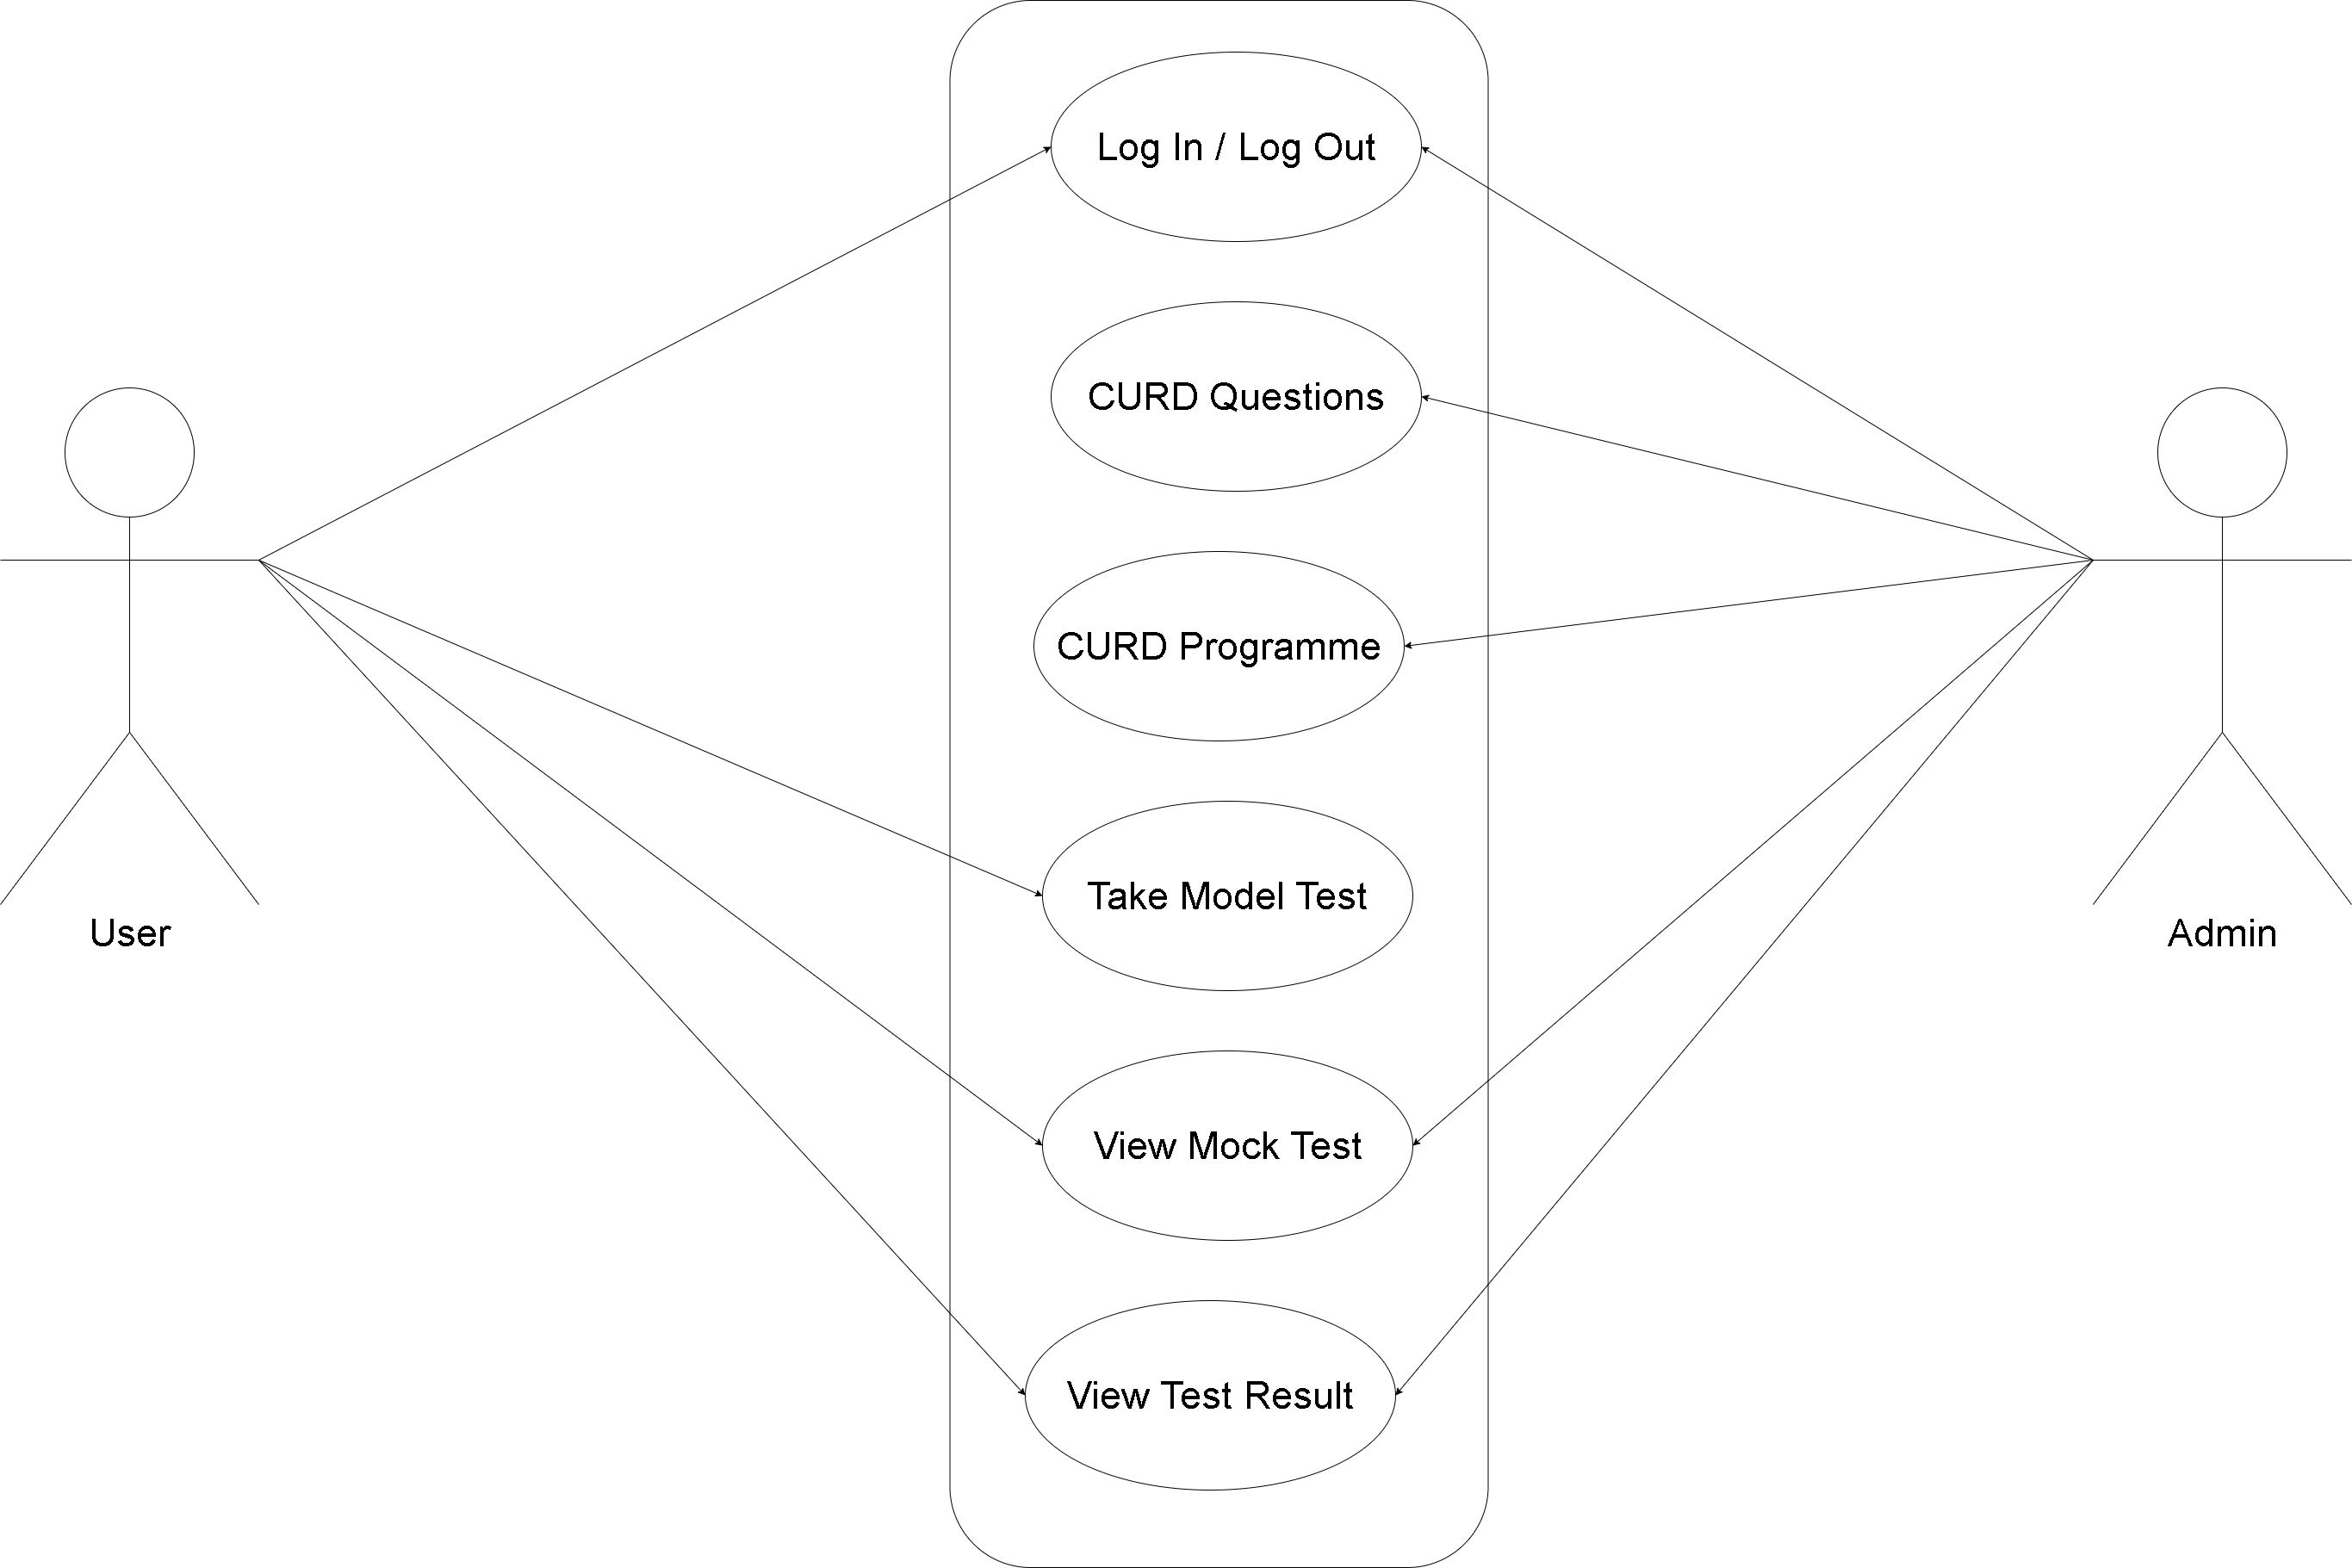 Log In / Log Out
CURD Questions
CURD Programme
Take Model Test
User
Admin
View Mock Test
View Test Result